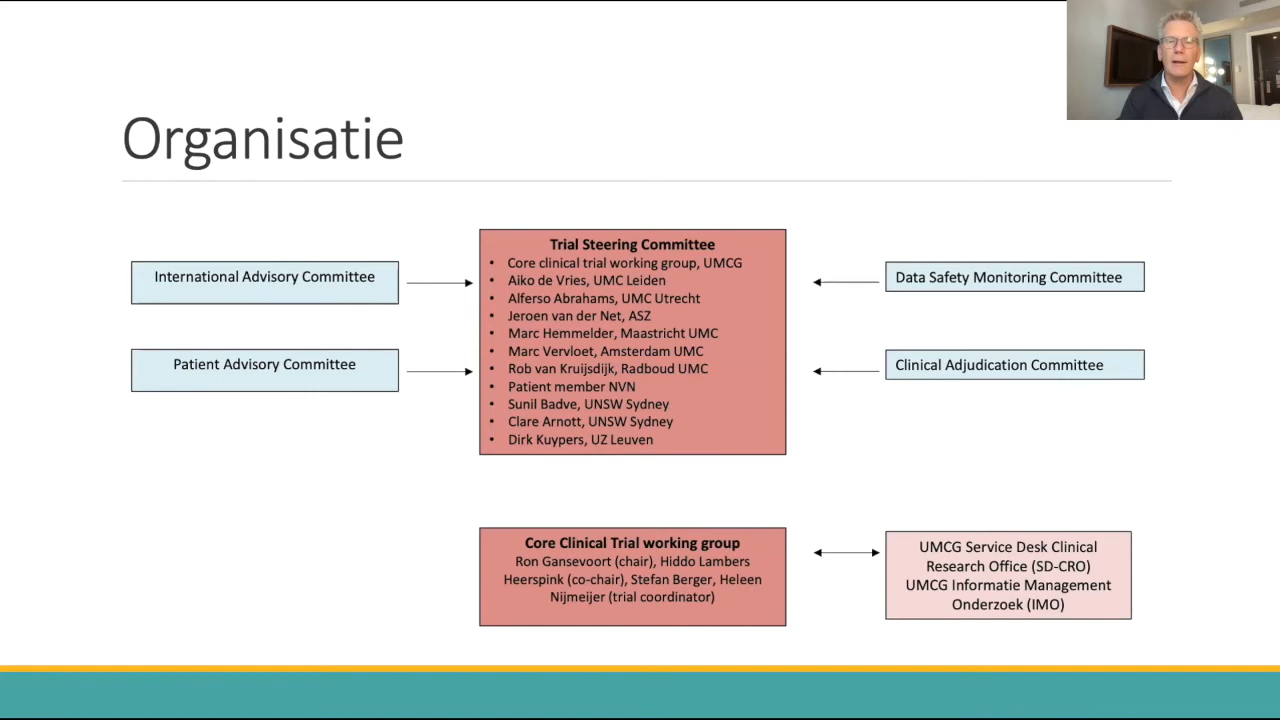 Organisatie
International Advisory Committee
Patient Advisory Committee
Trial Steering Committee
• Core clinical trial working group, UMCG
• Aiko de Vries, UMC Leiden
• Alferso Abrahams, UMC Utrecht
• Jeroen van der Net, ASZ
• Marc Hemmelder, Maastricht UMC
• Marc Vervloet, Amsterdam UMC
• Rob van Kruijsdijk, Radboud UMC
• Patient member NVN
• Sunil Badve, UNSW Sydney
• Clare Arnott, UNSW Sydney
• Dirk Kuypers, UZ Leuven
Data Safety Monitoring Committee
Clinical Adjudication Committee
Core Clinical Trial working group
Ron Gansevoort (chair), Hiddo Lambers
Heerspink (co-chair), Stefan Berger, Heleen
Nijmeijer (trial coordinator)
UMCG Service Desk Clinical
Research Office (SD-CRO)
UMCG Informatie Management
Onderzoek (IMO)